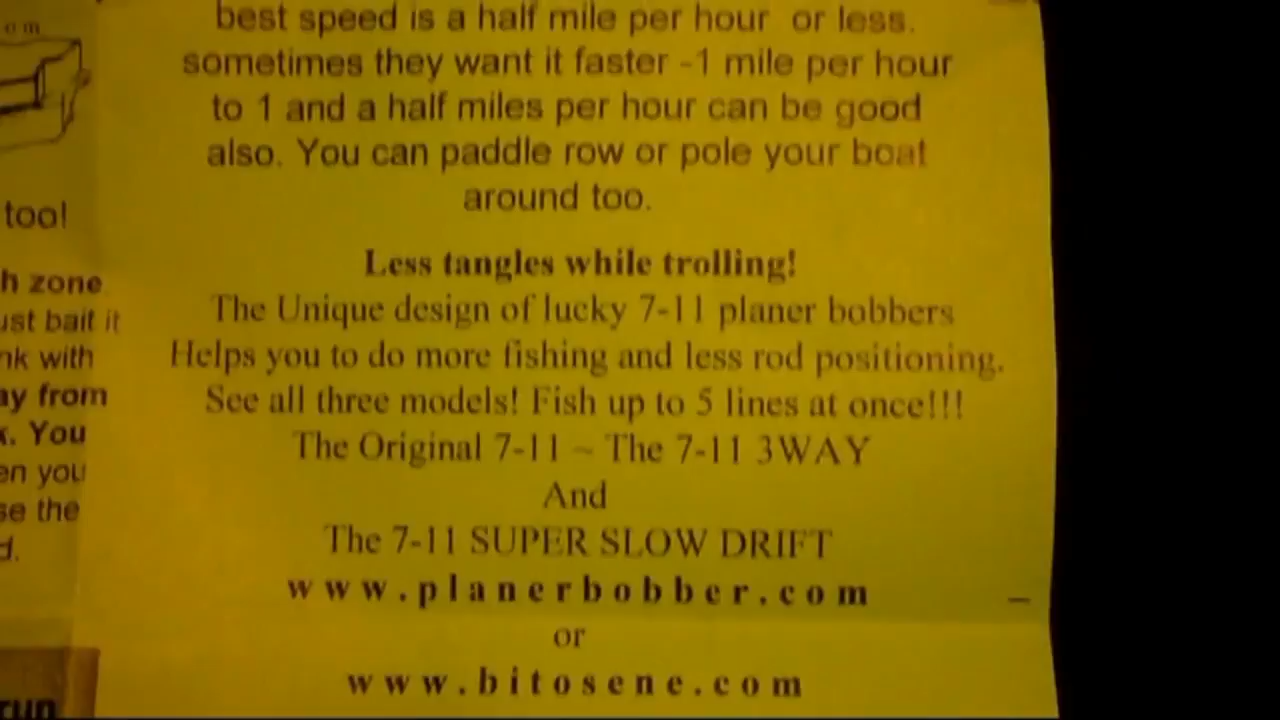 om
too!
h zone
ust bait it
nk with
ay from
k. You
en you
se the
d.
run
best speed is a half mile per hour or less.
sometimes they want it faster -1 mile per hour
to 1 and a half miles per hour can be good
also. You can paddle row or pole your boat
around too.
Less tangles while trolling!
The Unique design of lucky 7-11 planer bobbers
Helps you to do more fishing and less rod positioning.
See all three models! Fish up to 5 lines at once!!!
The Original 7-11 ~ The 7-11 3WAY
And
The 7-11 SUPER SLOW DRIFT
www.planerbobber.com
or
www.bitosene.com